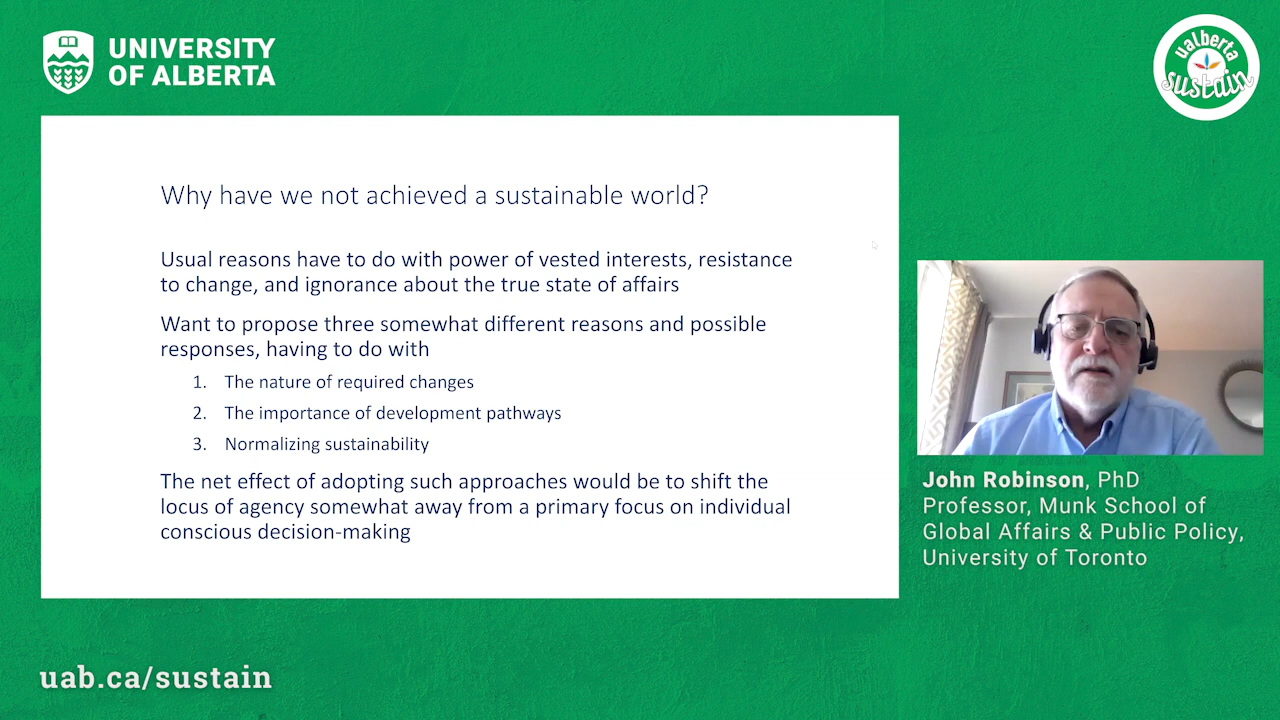 UNIVERSITY
OF ALBERTA
ualberta
sustain
Why have we not achieved a sustainable world?
Usual reasons have to do with power of vested interests, resistance
to change, and ignorance about the true state of affairs
Want to propose three somewhat different reasons and possible
responses, having to do with
1. The nature of required changes
2. The importance of development pathways
3. Normalizing sustainability
The net effect of adopting such approaches would be to shift the
locus of agency somewhat away from a primary focus on individual
conscious decision-making
John Robinson, PhD
Professor, Munk School of
Global Affairs & Public Policy,
University of Toronto
uab.ca/sustain